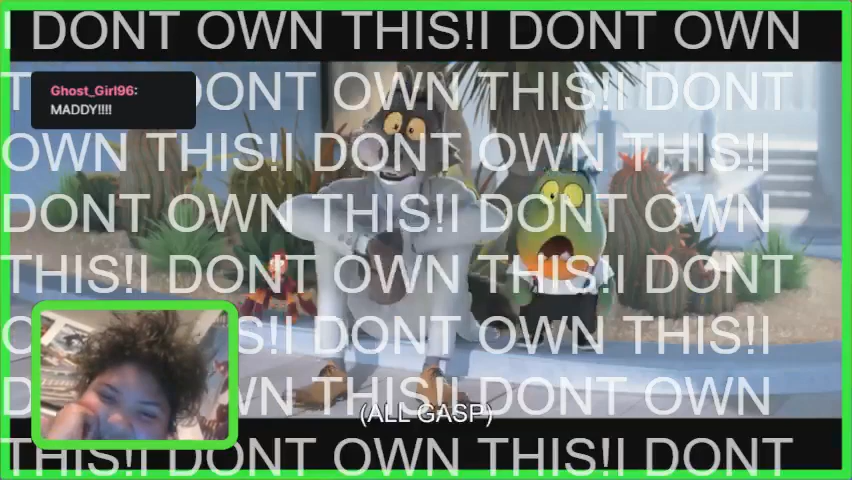 I DONT OWN THIS!I DONT OWN
T OWN THIS!I DONT
Ghost_Girl96:
MADDY!!!!
OWN THIS!I DONT OWN THIS!I
DONT OWN THIS!I DONT OWN
THIS!I DONT OWN THIS!I DONT
O S!I DONT OWN THIS!I
D WN THIS!I DONT OWN
(ALL GASP)
THIS!I DONT OWN THIS!I DONT